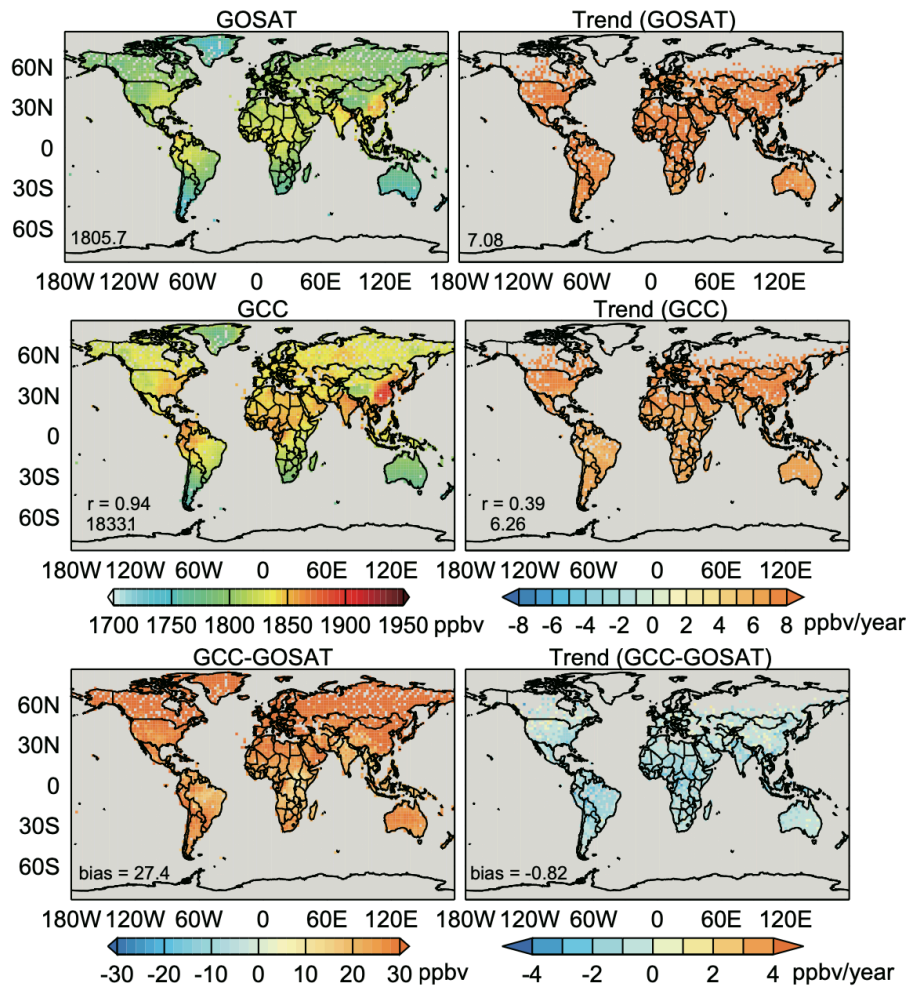 GOSAT Trend (GOSAT)
60N
30N
0
30S
60S
1805.7 7.08
180W 120W 60W 0 60E 120E 180W 120W 60W 0 60E 120E
GCC Trend (GCC)
60N
30N
0
30S
60S
r = 0.94 r = 0.39
18331 6.26
180W 120W 60W 0 60E 120E 180W 120W 60W 0 60E 120E
1700 1750 1800 1850 1900 1950 ppbv -8 -6 -4 -2 0 2 4 6 8 ppbv/year
GCC-GOSAT Trend (GCC-GOSAT)
60N
30N
0
30S
60S
bias = 27.4 bias = -0.82
180W 120W 60W 0 60E 120E 180W 120W 60W 0 60E 120E
-30 -20 -10 0 10 20 30 ppbv -4 -2 0 2 4 ppbv/year